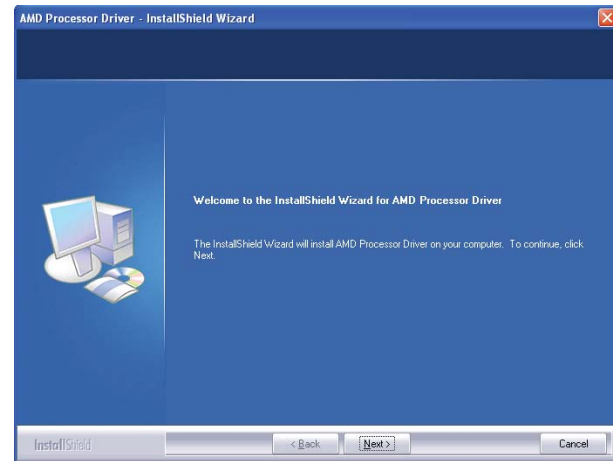 AMD Processor Driver - InstallShield Wizard
Welcome to the InstallShield Wizard for AMD Processor Driver
The InstallShield Wizard will install AMD Processor Driver on your computer. To continue, click
Next.
InstallShield
< Back
Next >
Cancel